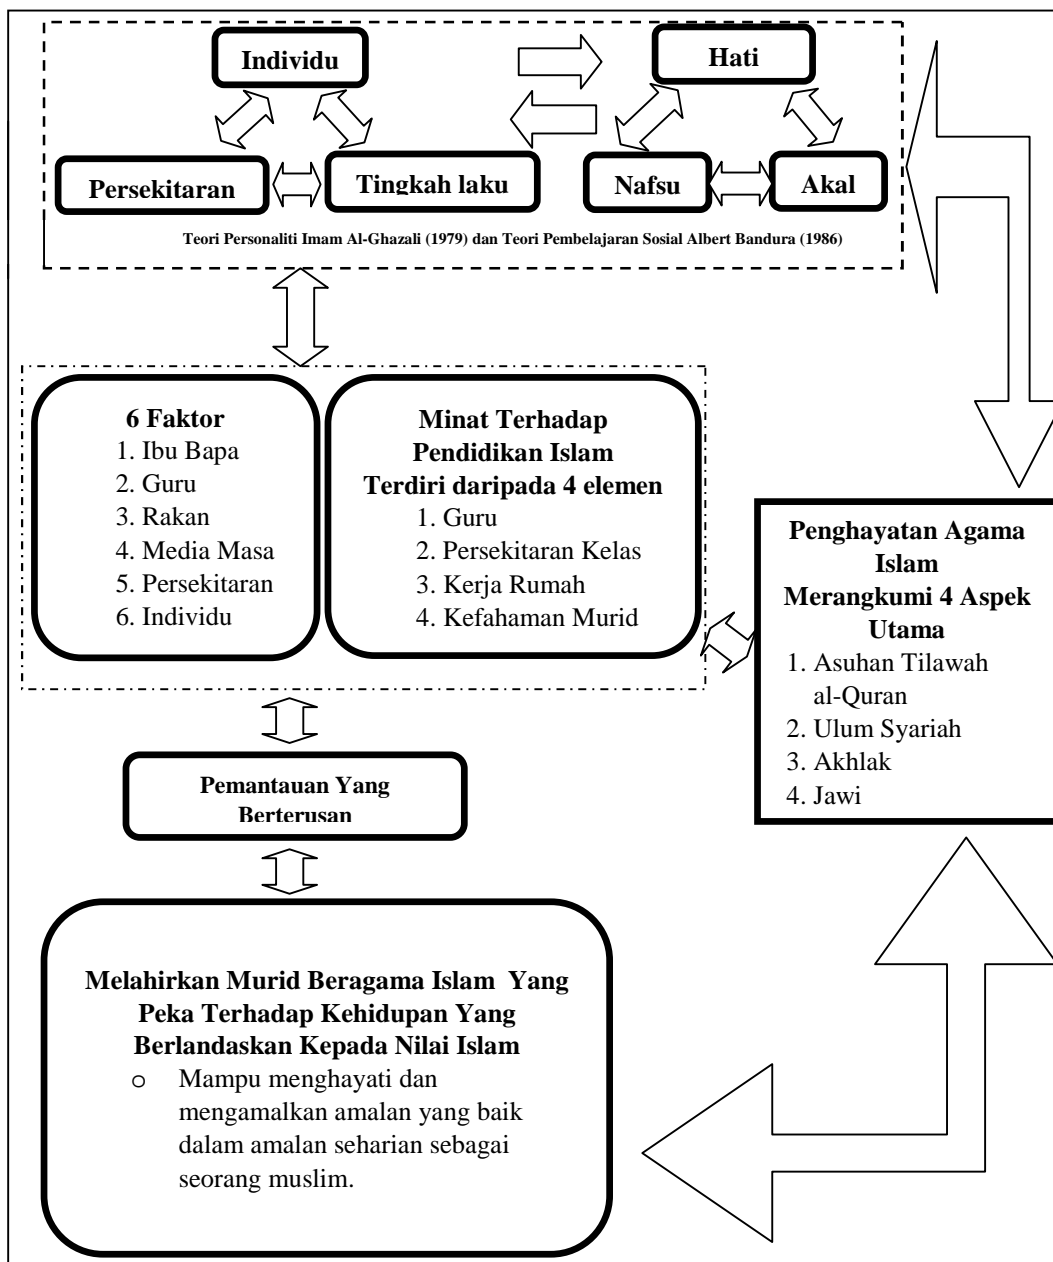 Individu
Hati
Persekitaran
Tingkah laku
Nafsu
Akal
Teori Personaliti Imam Al-Ghazali (1979) dan Teori Pembelajaran Sosial Albert Bandura (1986)
6 Faktor
1. Ibu Bapa
2. Guru
3. Rakan
4. Media Masa
5. Persekitaran
6. Individu
Minat Terhadap
Pendidikan Islam
Terdiri daripada 4 elemen
1. Guru
2. Persekitaran Kelas
3. Kerja Rumah
4. Kefahaman Murid
Penghayatan Agama
Islam
Merangkumi 4 Aspek
Utama
1. Asuhan Tilawah
al-Quran
2. Ulum Syariah
3. Akhlak
4. Jawi
Pemantauan Yang
Berterusan
Melahirkan Murid Beragama Islam Yang
Peka Terhadap Kehidupan Yang
Berlandaskan Kepada Nilai Islam
o Mampu menghayati dan
mengamalkan amalan yang baik
dalam amalan seharian sebagai
seorang muslim.